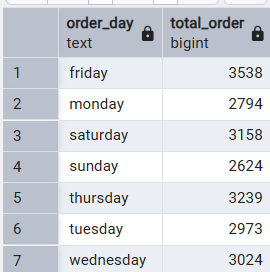 order_day total_order
text bigint
1 friday 3538
2 monday 2794
3 saturday 3158
4 sunday 2624
5 thursday 3239
6 tuesday 2973
7 wednesday 3024